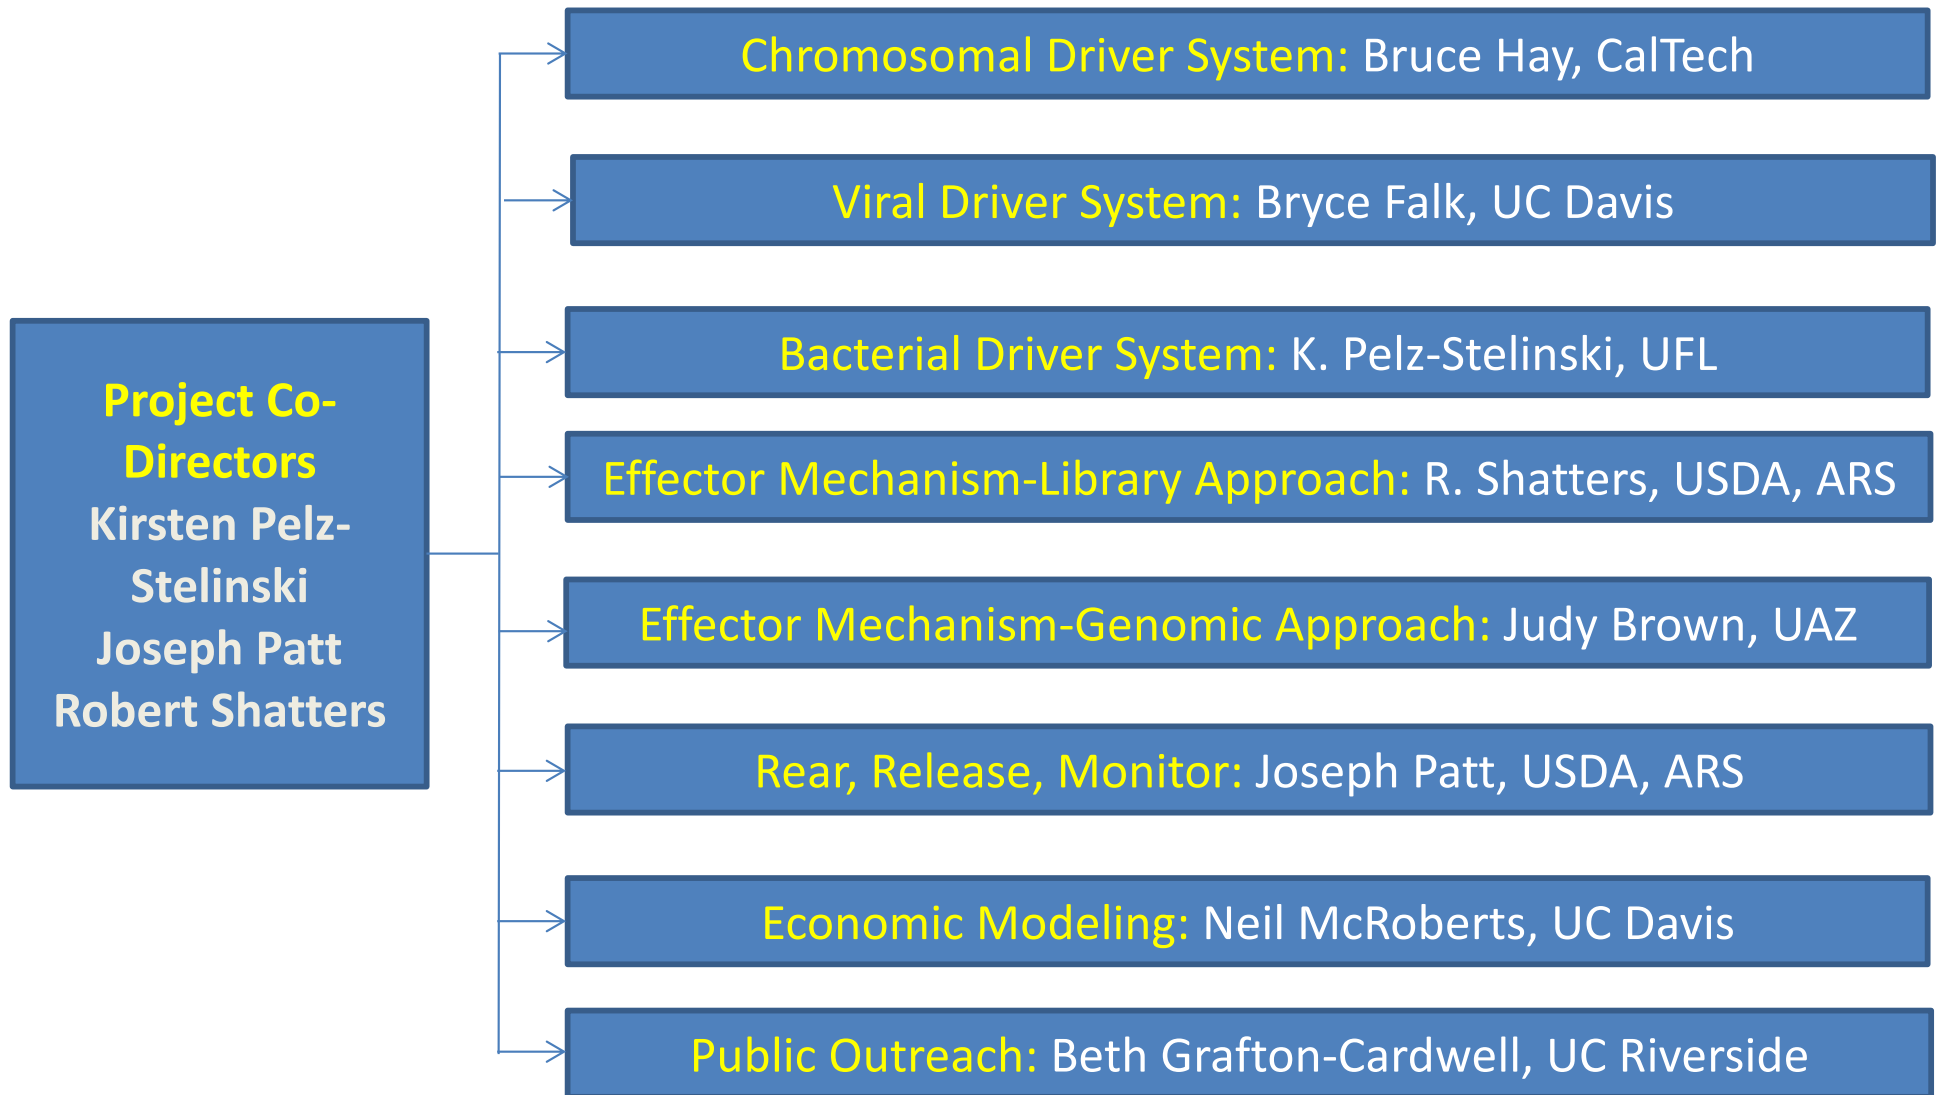 Project Co-
Directors
Kirsten Pelz-
Stelinski
Joseph Patt
Robert Shatters
Chromosomal Driver System: Bruce Hay, CalTech
Viral Driver System: Bryce Falk, UC Davis
Bacterial Driver System: K. Pelz-Stelinski, UFL
Effector Mechanism-Library Approach: R. Shatters, USDA, ARS
Effector Mechanism-Genomic Approach: Judy Brown, UAZ
Rear, Release, Monitor: Joseph Patt, USDA, ARS
Economic Modeling: Neil McRoberts, UC Davis
Public Outreach: Beth Grafton-Cardwell, UC Riverside